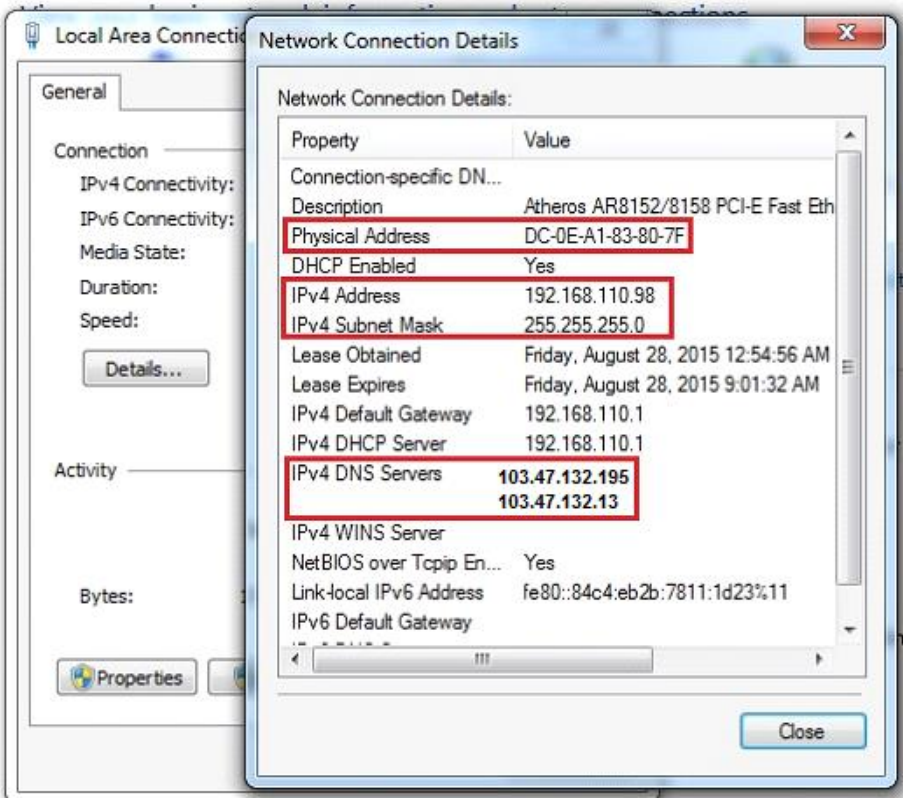 Local Area Connectio
General
Connection
IPv4 Connectivity:
IPv6 Connectivity:
Media State:
Duration:
Speed:
Details...
Activity
Bytes:
Properties
Network Connection Details
Network Connection Details:
Property Value
Connection-specific DN...
Description Atheros AR8152/8158 PCI-E Fast Eth
Physical Address DC-0E-A1-83-80-7F
DHCP Enabled Yes
IPv4 Address 192.168.110.98
IPv4 Subnet Mask 255.255.255.0
Lease Obtained Friday, August 28, 2015 12:54:56 AM
Lease Expires Friday, August 28, 2015 9:01:32 AM
IPv4 Default Gateway 192.168.110.1
IPv4 DHCP Server 192.168.110.1
IPv4 DNS Servers 103.47.132.195
103.47.132.13
IPv4 WINS Server
NetBIOS over Tcpip En... Yes
Link-local IPv6 Address fe80::84c4:eb2b:7811:1d23%11
IPv6 Default Gateway
Close